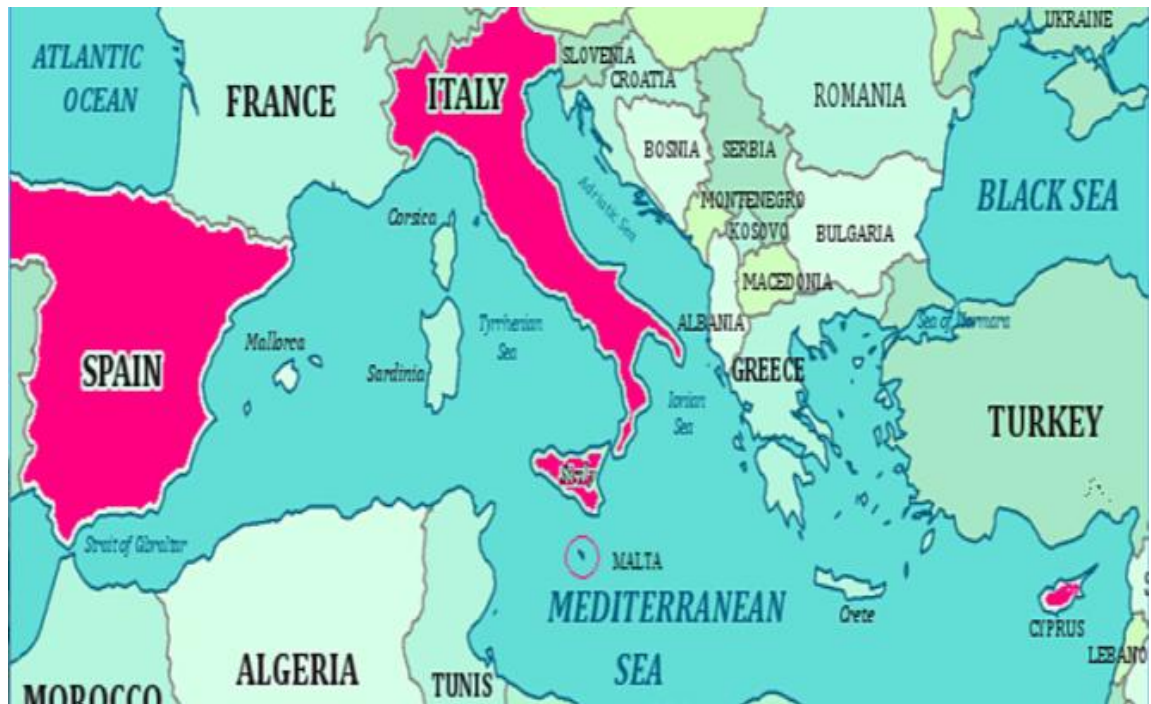 UKRAINE
ATLANTIC
OCEAN
FRANCE
ITALY
SLOVENIA
CROATIA
ROMANIA
BOSNIA
SERBIA
Adriatic Sea
MONTENEGRO
KOSOVO
BULGARIA
BLACK SEA
Corsica
MACEDONIA
ALBANIA
Sea of Marmara
Tyrrhenian
Sea
Mallorca
Sardinia
SPAIN
GREECE
Ionian
Sea
TURKEY
Sicily
Strait of Gibraltar
MALTA
MEDITERRANEAN
SEA
Crete
CYPRUS
LEBANO
ALGERIA
TUNIS
MOROCCO